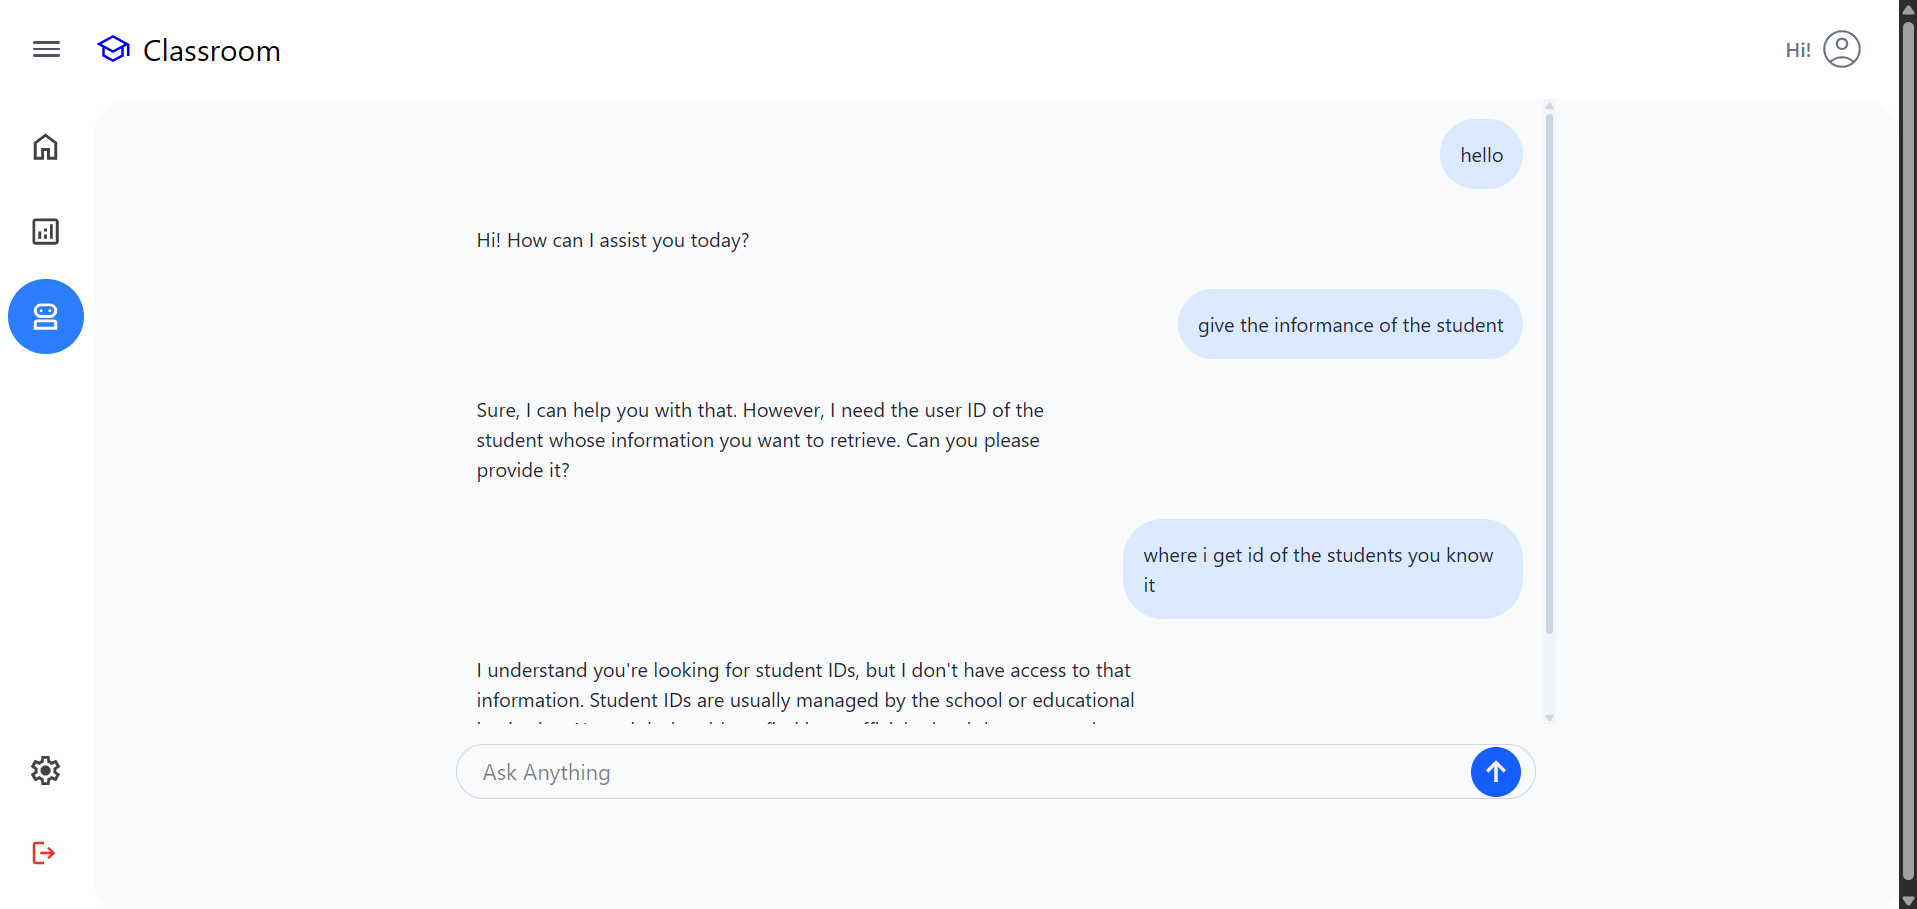 Classroom
Hi!
hello
Hi! How can I assist you today?
give the informance of the student
Sure, I can help you with that. However, I need the user ID of the
student whose information you want to retrieve. Can you please
provide it?
where i get id of the students you know
it
I understand you're looking for student IDs, but I don't have access to that
information. Student IDs are usually managed by the school or educational
Ask Anything